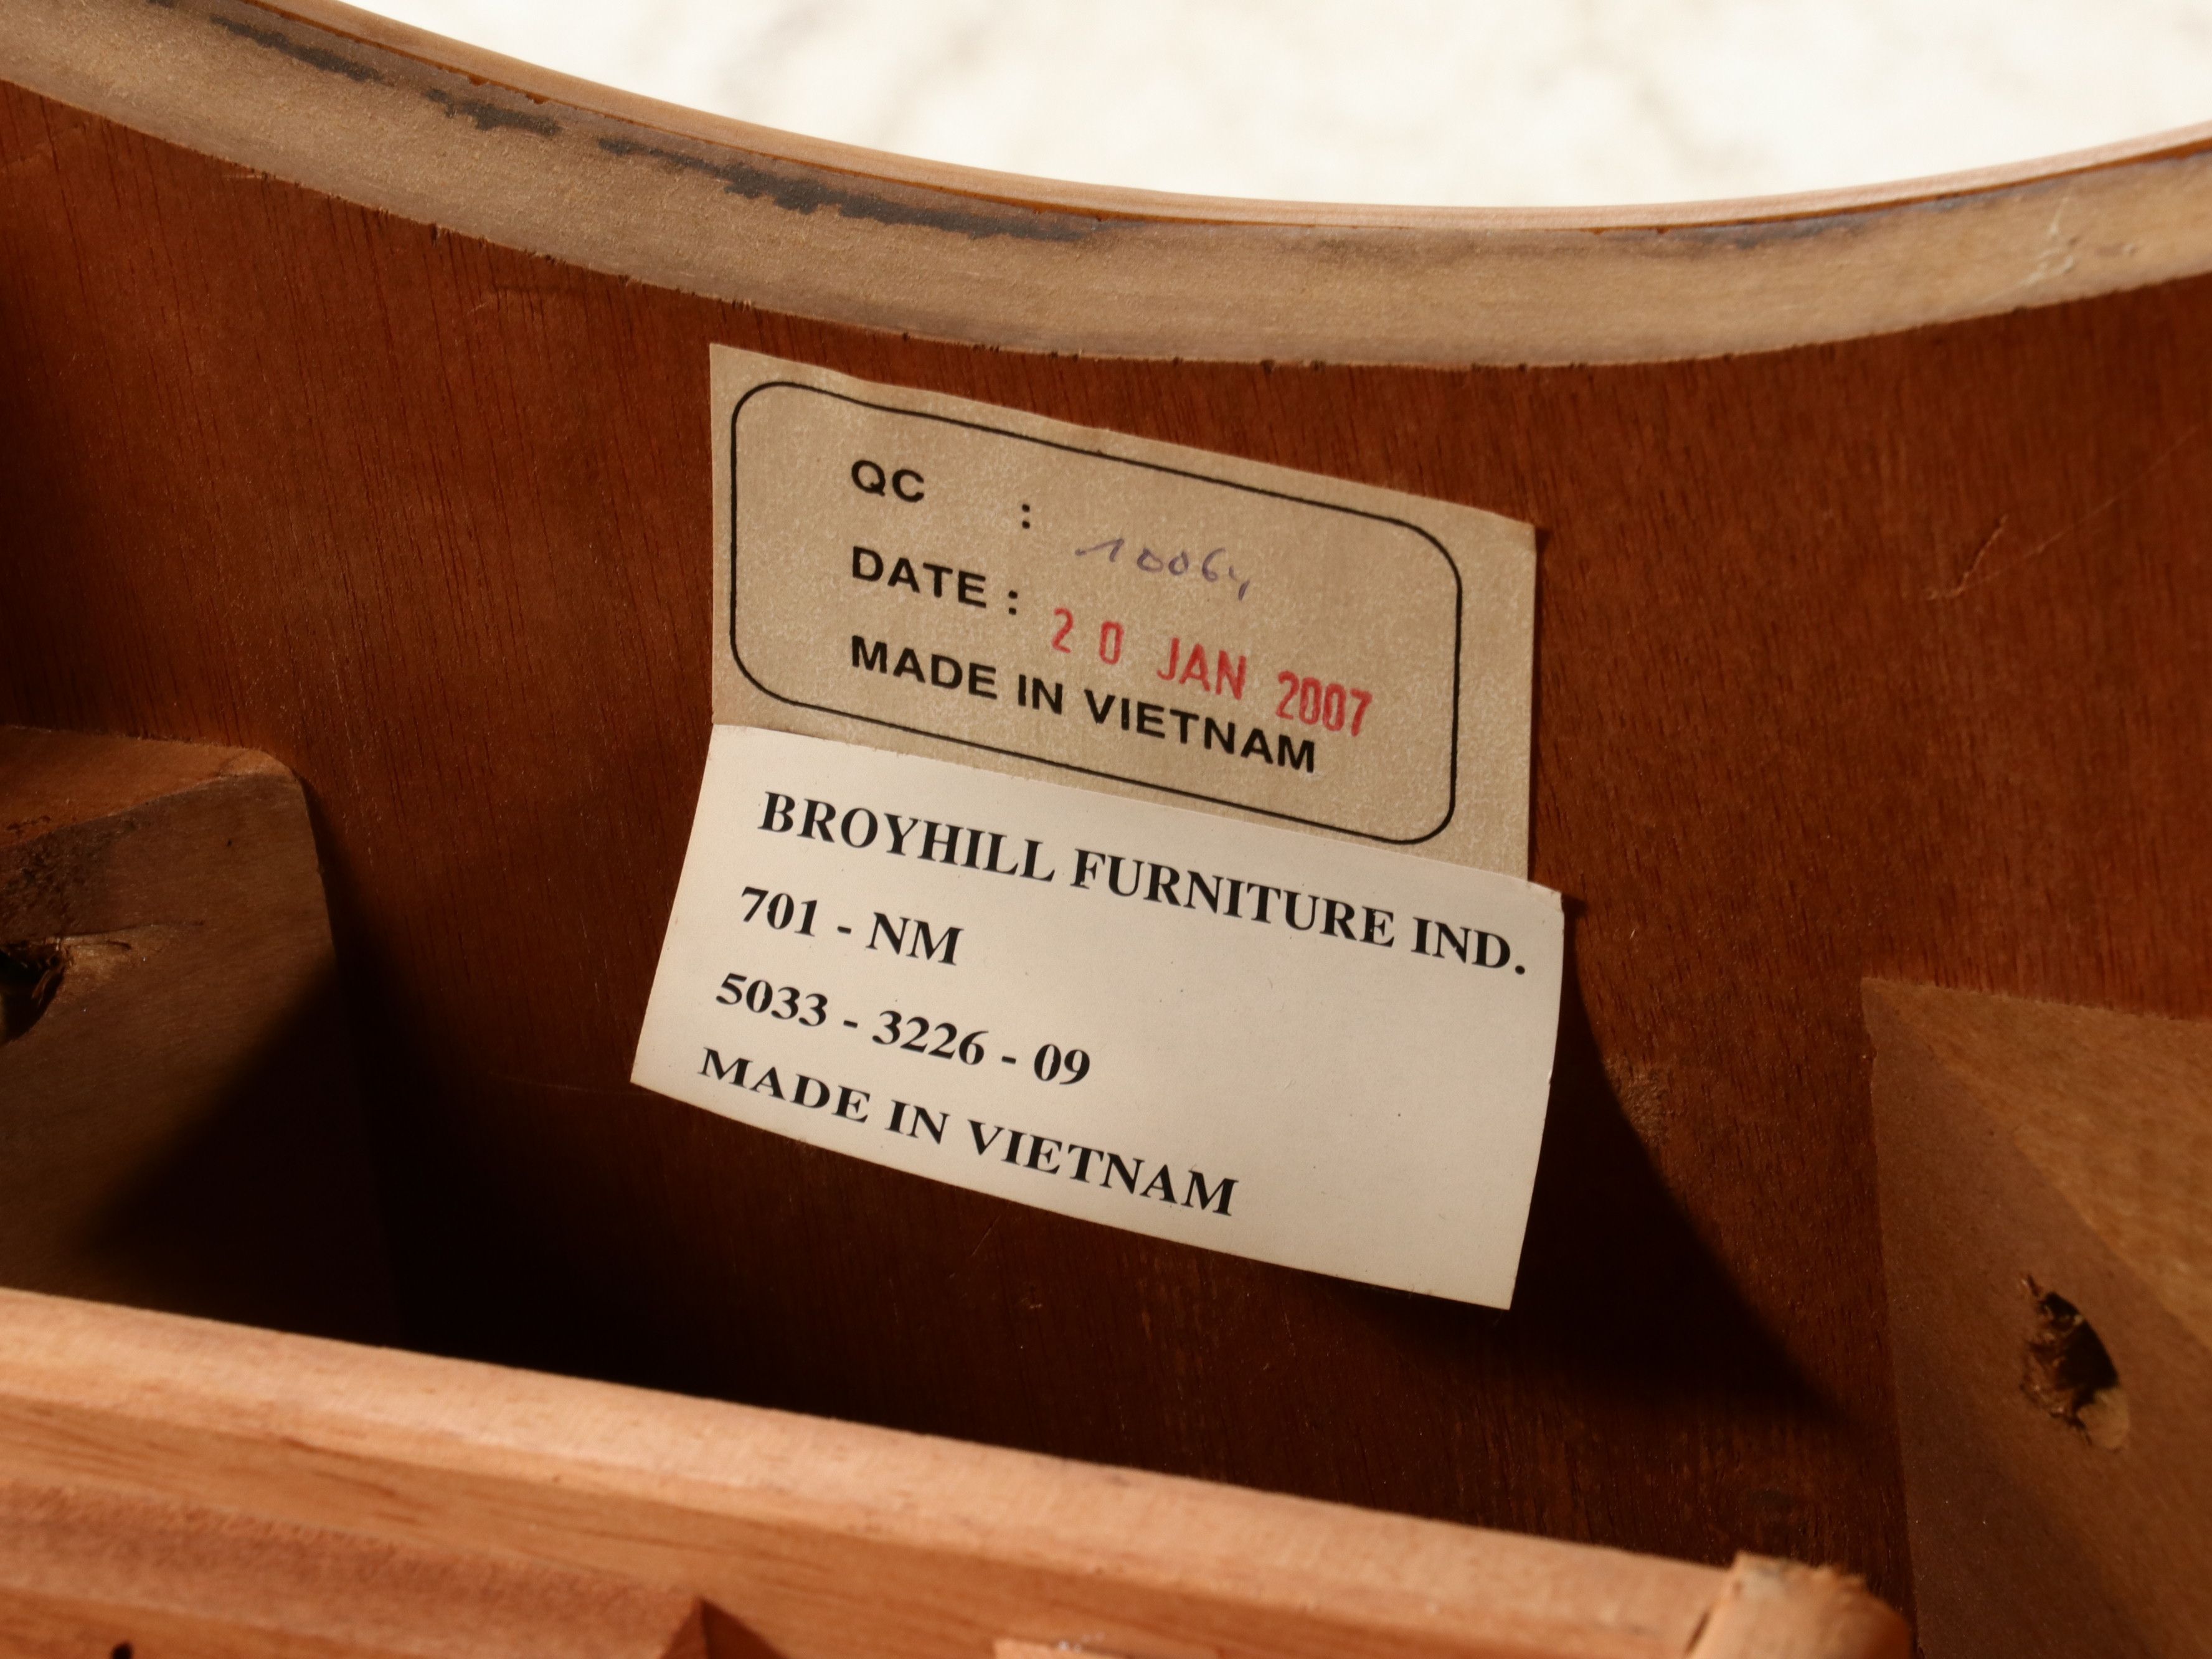 QC : 10064
DATE : 20 JAN 2007
MADE IN VIETNAM
BROYHILL FURNITURE IND.
701 - NM
5033 - 3226 - 09
MADE IN VIETNAM